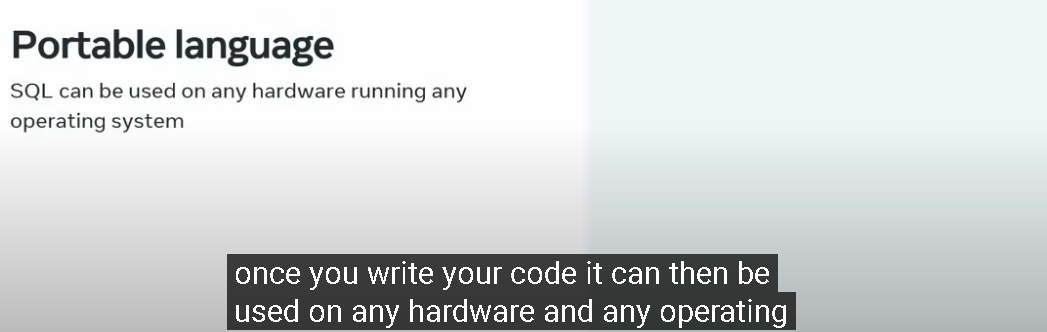 Portable language
SQL can be used on any hardware running any
operating system
once you write your code it can then be
used on any hardware and any operating